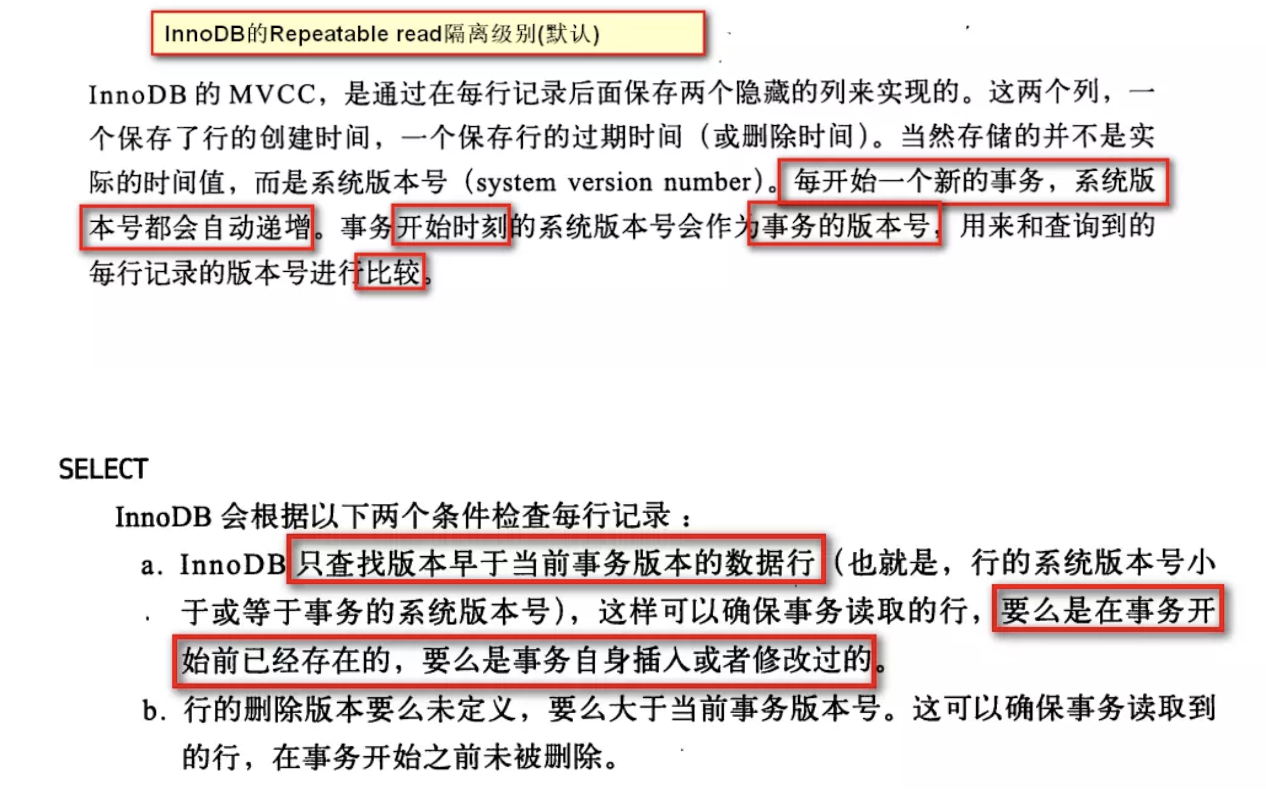 InnoDB的Repeatable read隔离级别(默认)
InnoDB 的 MVCC，是通过在每行记录后面保存两个隐藏的列来实现的。这两个列，一
个保存了行的创建时间，一个保存行的过期时间（或删除时间）。当然存储的并不是实
际的时间值，而是系统版本号（system version number）。每开始一个新的事务，系统版
本号都会自动递增。事务开始时刻的系统版本号会作为事务的版本号，用来和查询到的
每行记录的版本号进行比较。
SELECT
InnoDB 会根据以下两个条件检查每行记录：
a. InnoDB 只查找版本早于当前事务版本的数据行（也就是，行的系统版本号小
于或等于事务的系统版本号），这样可以确保事务读取的行，要么是在事务开
始前已经存在的，要么是事务自身插入或者修改过的。
b. 行的删除版本要么未定义，要么大于当前事务版本号。这可以确保事务读取到
的行，在事务开始之前未被删除。